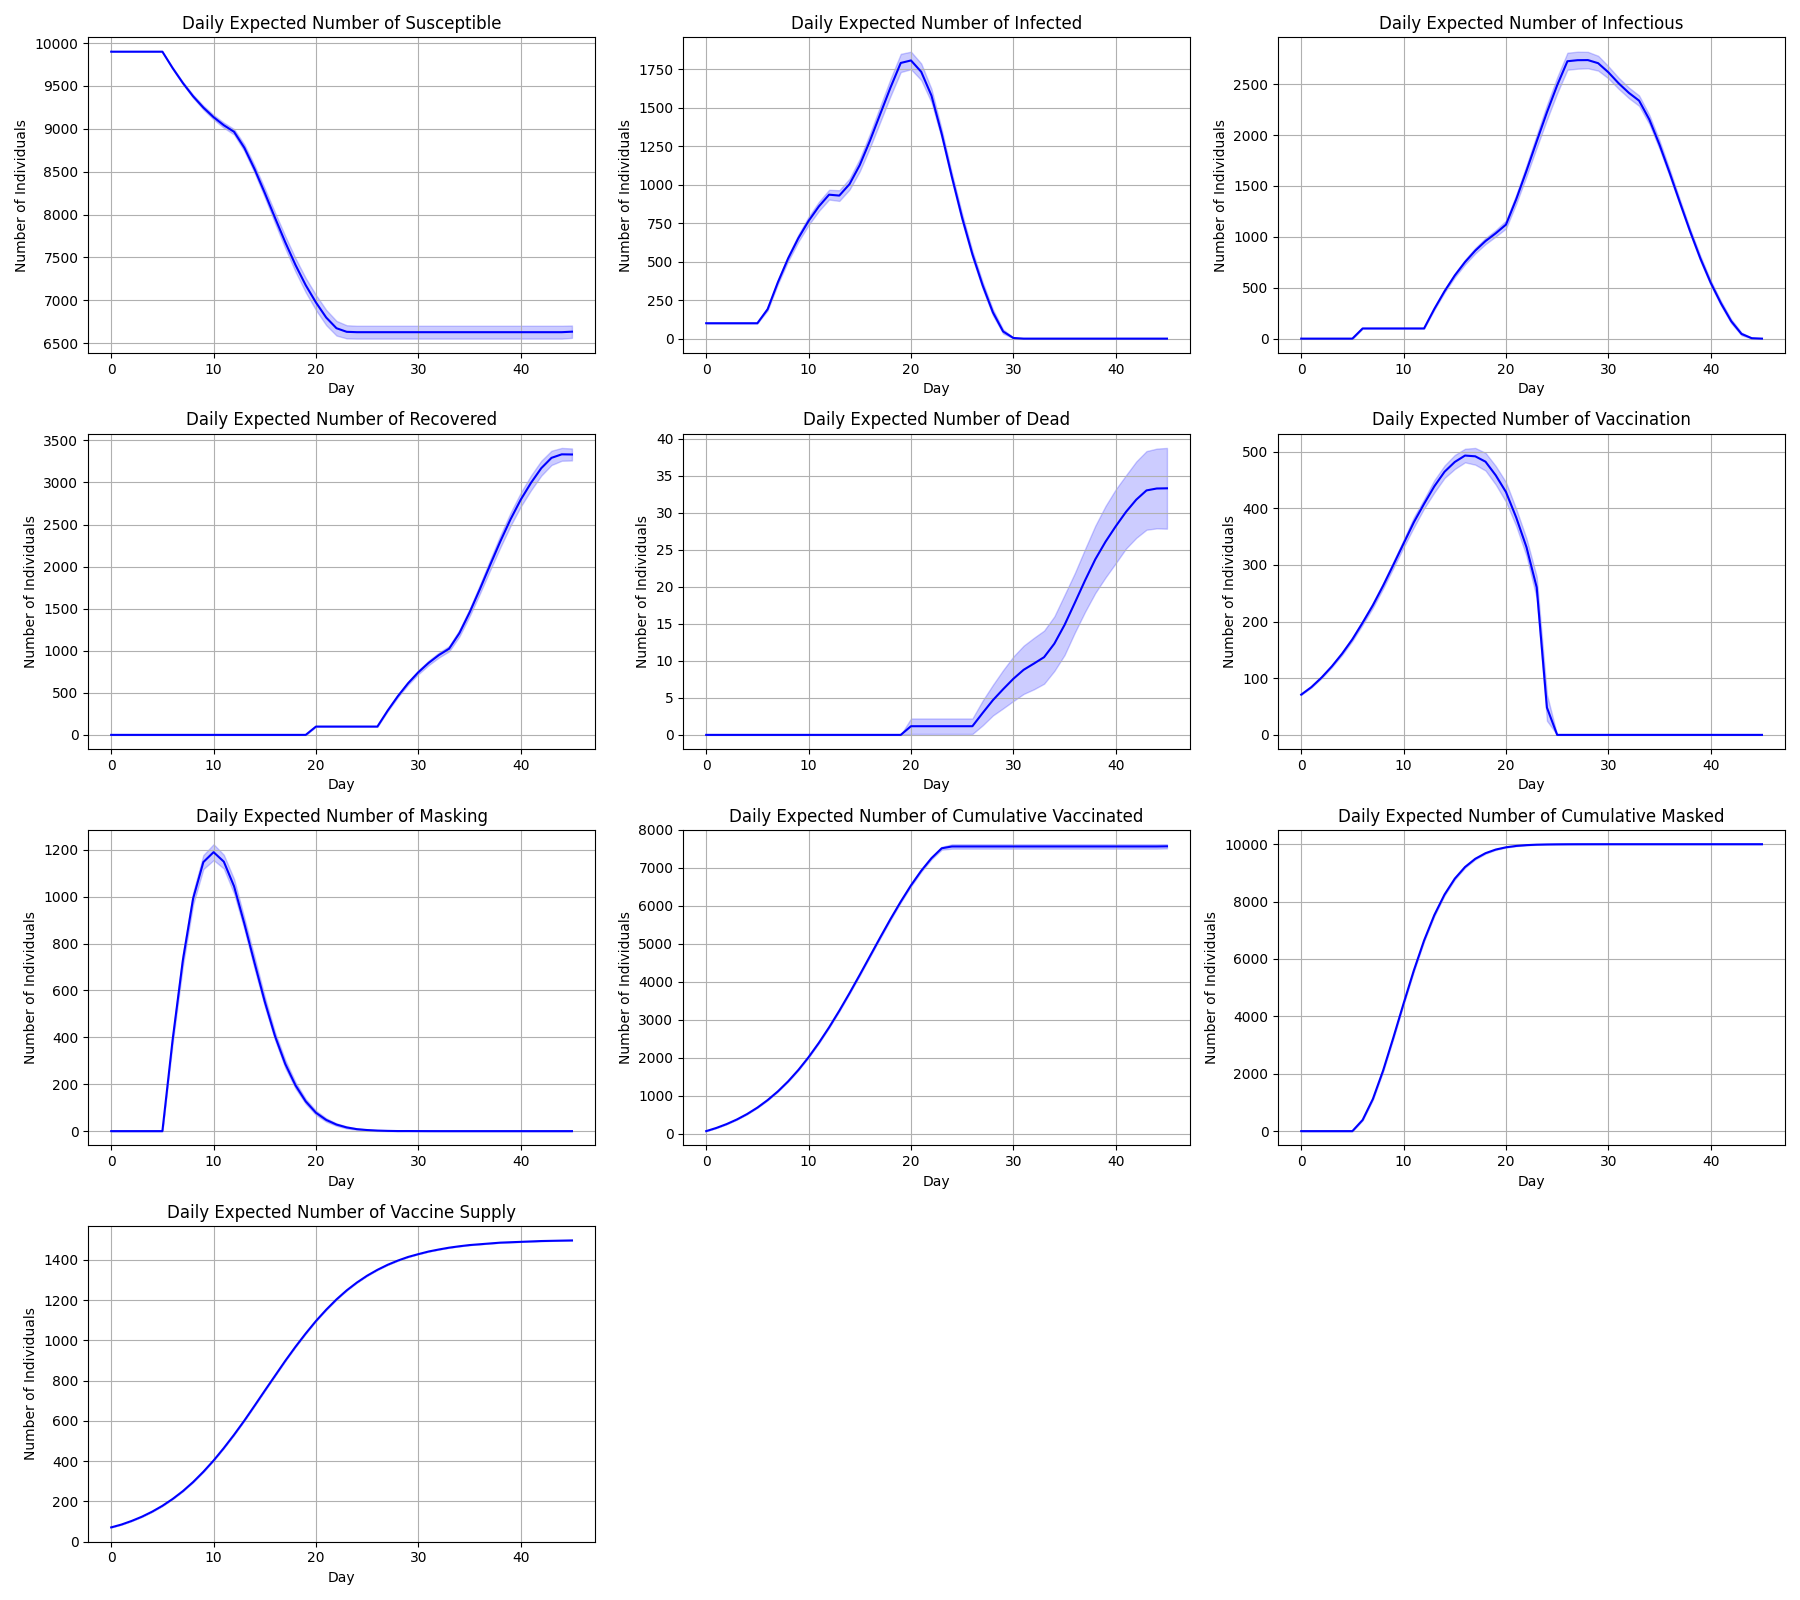 Daily Expected Number of Susceptible
Number of Individuals
10000
9500
9000
8500
8000
7500
7000
6500
0 10 20 30 40
Day
Daily Expected Number of Infected
Number of Individuals
1750
1500
1250
1000
750
500
250
0
0 10 20 30 40
Day
Daily Expected Number of Infectious
Number of Individuals
2500
2000
1500
1000
500
0
0 10 20 30 40
Day
Daily Expected Number of Recovered
Number of Individuals
3500
3000
2500
2000
1500
1000
500
0
0 10 20 30 40
Day
Daily Expected Number of Dead
Number of Individuals
40
35
30
25
20
15
10
5
0
0 10 20 30 40
Day
Daily Expected Number of Vaccination
Number of Individuals
500
400
300
200
100
0
0 10 20 30 40
Day
Daily Expected Number of Masking
Number of Individuals
1200
1000
800
600
400
200
0
0 10 20 30 40
Day
Daily Expected Number of Cumulative Vaccinated
Number of Individuals
8000
7000
6000
5000
4000
3000
2000
1000
0
0 10 20 30 40
Day
Daily Expected Number of Cumulative Masked
Number of Individuals
10000
8000
6000
4000
2000
0
0 10 20 30 40
Day
Daily Expected Number of Vaccine Supply
Number of Individuals
1400
1200
1000
800
600
400
200
0
0 10 20 30 40
Day